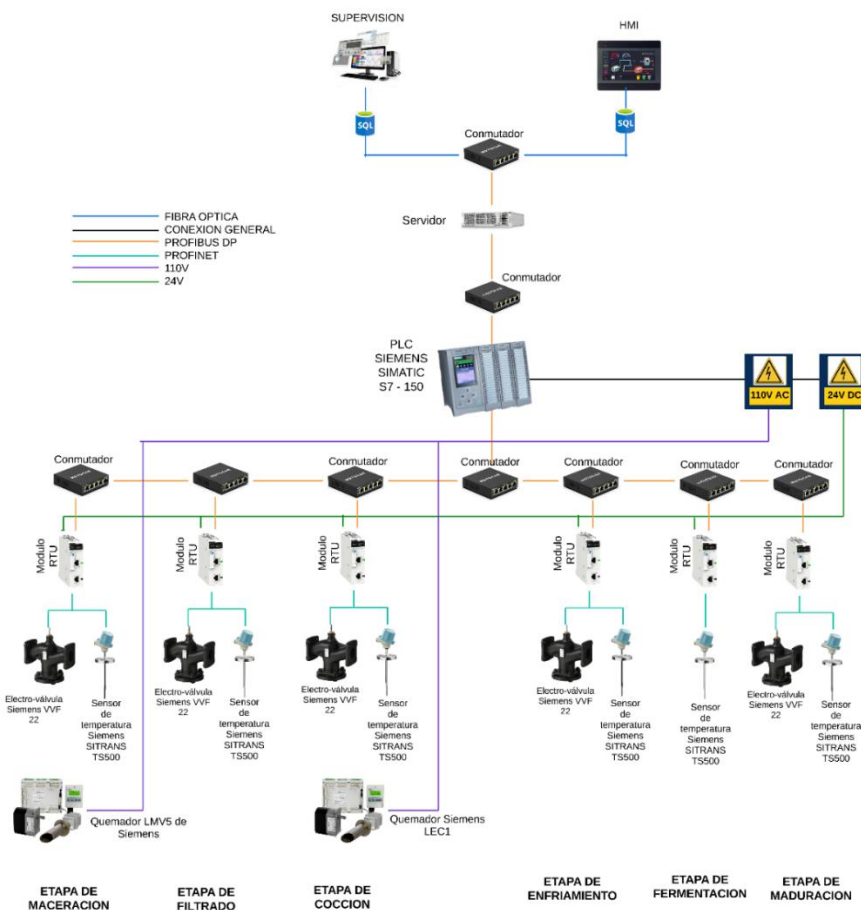 SUPERVISION
HMI
SQL
SQL
Conmutador
Servidor
FIBRA OPTICA
CONEXION GENERAL
PROFIBUS DP
PROFINET
110V
24V
Conmutador
PLC
SIEMENS
SIMATIC
S7 - 150
110V AC
24V DC
Conmutador
Conmutador
Conmutador
Conmutador
Conmutador
Conmutador
Modulo
RTU
Modulo
RTU
Modulo
RTU
Modulo
RTU
Modulo
RTU
Modulo
RTU
Electro-válvula
Siemens VVF
22
Sensor
de
temperatura
Siemens
SITRANS
TS500
Electro-válvula
Siemens VVF
22
Sensor
de
temperatura
Siemens
SITRANS
TS500
Electro-válvula
Siemens VVF
22
Sensor
de
temperatura
Siemens
SITRANS
TS500
Electro-válvula
Siemens VVF
22
Sensor
de
temperatura
Siemens
SITRANS
TS500
Sensor
de
temperatura
Siemens
SITRANS
TS500
Electro-válvula
Siemens VVF
22
Sensor
de
temperatura
Siemens
SITRANS
TS500
Quemador LMV5 de
Siemens
Quemador Siemens
LEC1
ETAPA DE
MACERACION
ETAPA DE
FILTRADO
ETAPA DE
COCCION
ETAPA DE
ENFRIAMIENTO
ETAPA DE
FERMENTACION
ETAPA DE
MADURACION